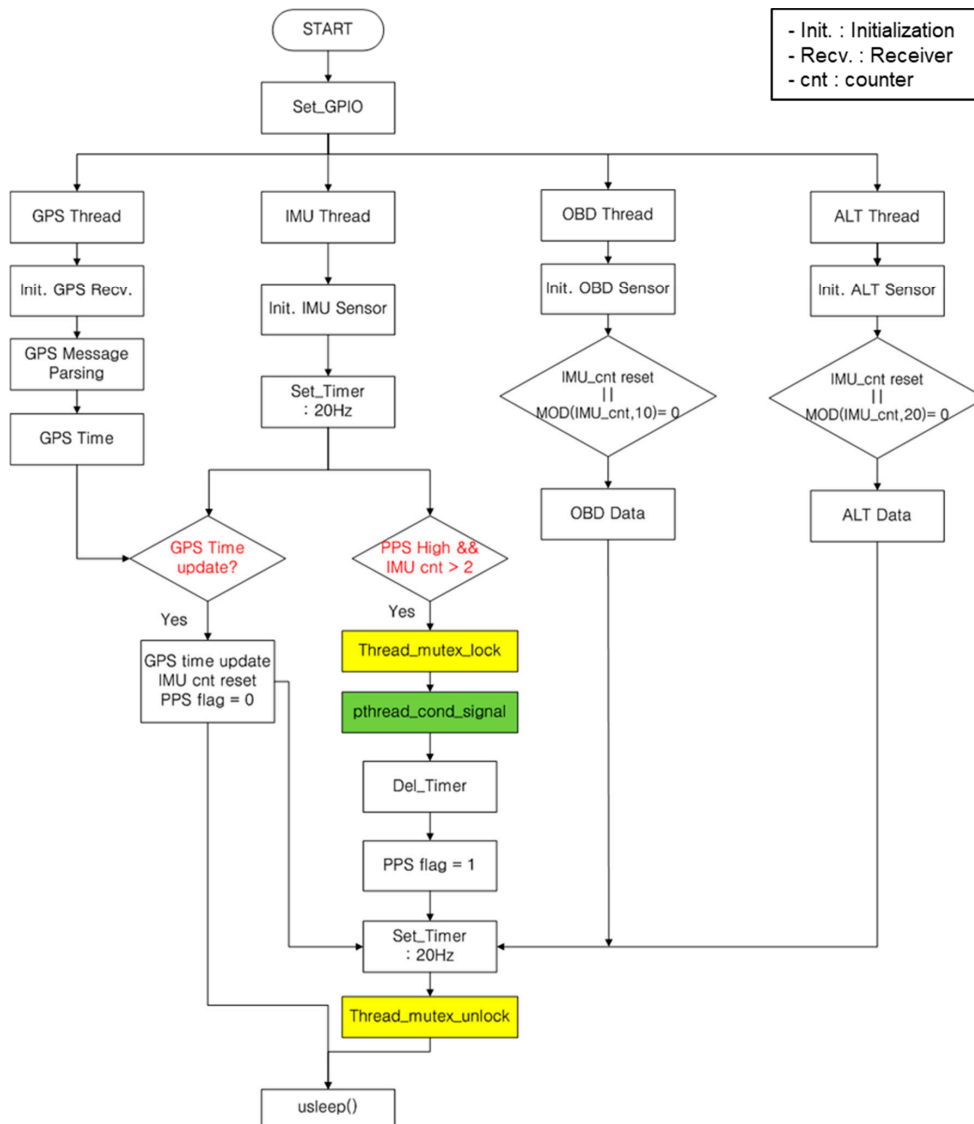 START
- Init. : Initialization
- Recv. : Receiver
- cnt : counter
Set_GPIO
GPS Thread
IMU Thread
OBD Thread
ALT Thread
Init. GPS Recv.
Init. IMU Sensor
Init. OBD Sensor
Init. ALT Sensor
GPS Message
Parsing
Set_Timer
: 20Hz
IMU_cnt reset
||
MOD(IMU_cnt,10)= 0
IMU_cnt reset
||
MOD(IMU_cnt,20)= 0
GPS Time
OBD Data
ALT Data
GPS Time
update?
PPS High &&
IMU cnt > 2
Yes
Yes
GPS time update
IMU cnt reset
PPS flag = 0
Thread_mutex_lock
pthread_cond_signal
Del_Timer
PPS flag = 1
Set_Timer
: 20Hz
Thread_mutex_unlock
usleep()